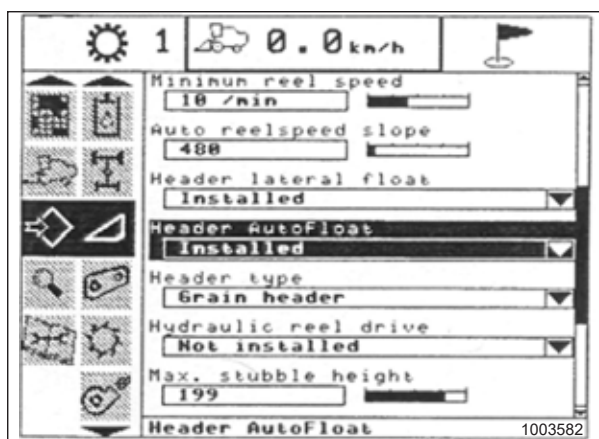 1 0.0km/h
Minimum reel speed
10 /min
Auto reelspeed slope
480
Header lateral float
Installed
Header AutoFloat
Installed
Header type
Grain header
Hydraulic reel drive
Not installed
Max. stubble height
199
Header AutoFloat
1003582